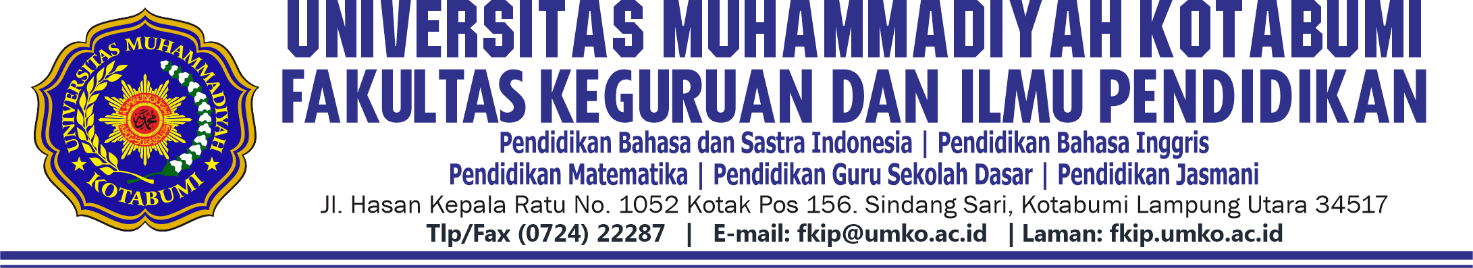 UNIVERSITAS MUHAMMADIYAH
KOTABUMI
UNIVERSITAS MUHAMMADIYAH KOTABUMI
FAKULTAS KEGURUAN DAN ILMU PENDIDIKAN
Pendidikan Bahasa dan Sastra Indonesia | Pendidikan Bahasa Inggris
Pendidikan Matematika | Pendidikan Guru Sekolah Dasar | Pendidikan Jasmani
Jl. Hasan Kepala Ratu No. 1052 Kotak Pos 156. Sindang Sari, Kotabumi Lampung Utara 34517
Tlp/Fax (0724) 22287 | E-mail: fkip@umko.ac.id | Laman: fkip.umko.ac.id